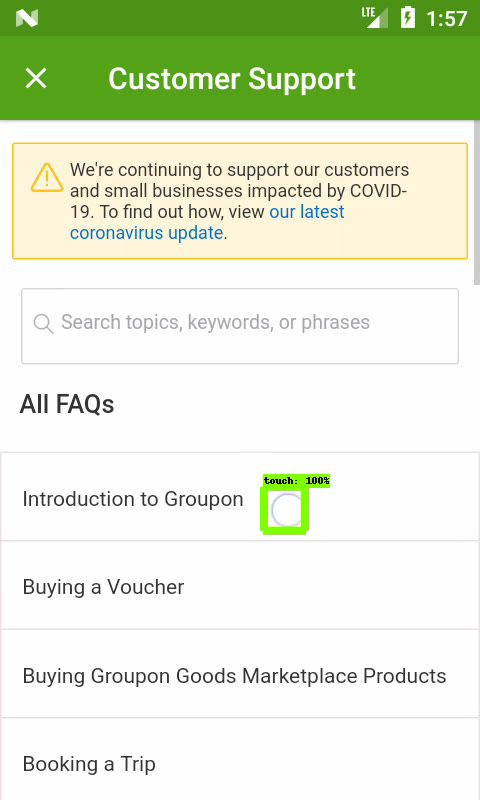 LTE 1:57
Customer Support
We're continuing to support our customers
and small businesses impacted by COVID-
19. To find out how, view our latest
coronavirus update.
Search topics, keywords, or phrases
All FAQs
touch: 100%
Introduction to Groupon
Buying a Voucher
Buying Groupon Goods Marketplace Products
Booking a Trip